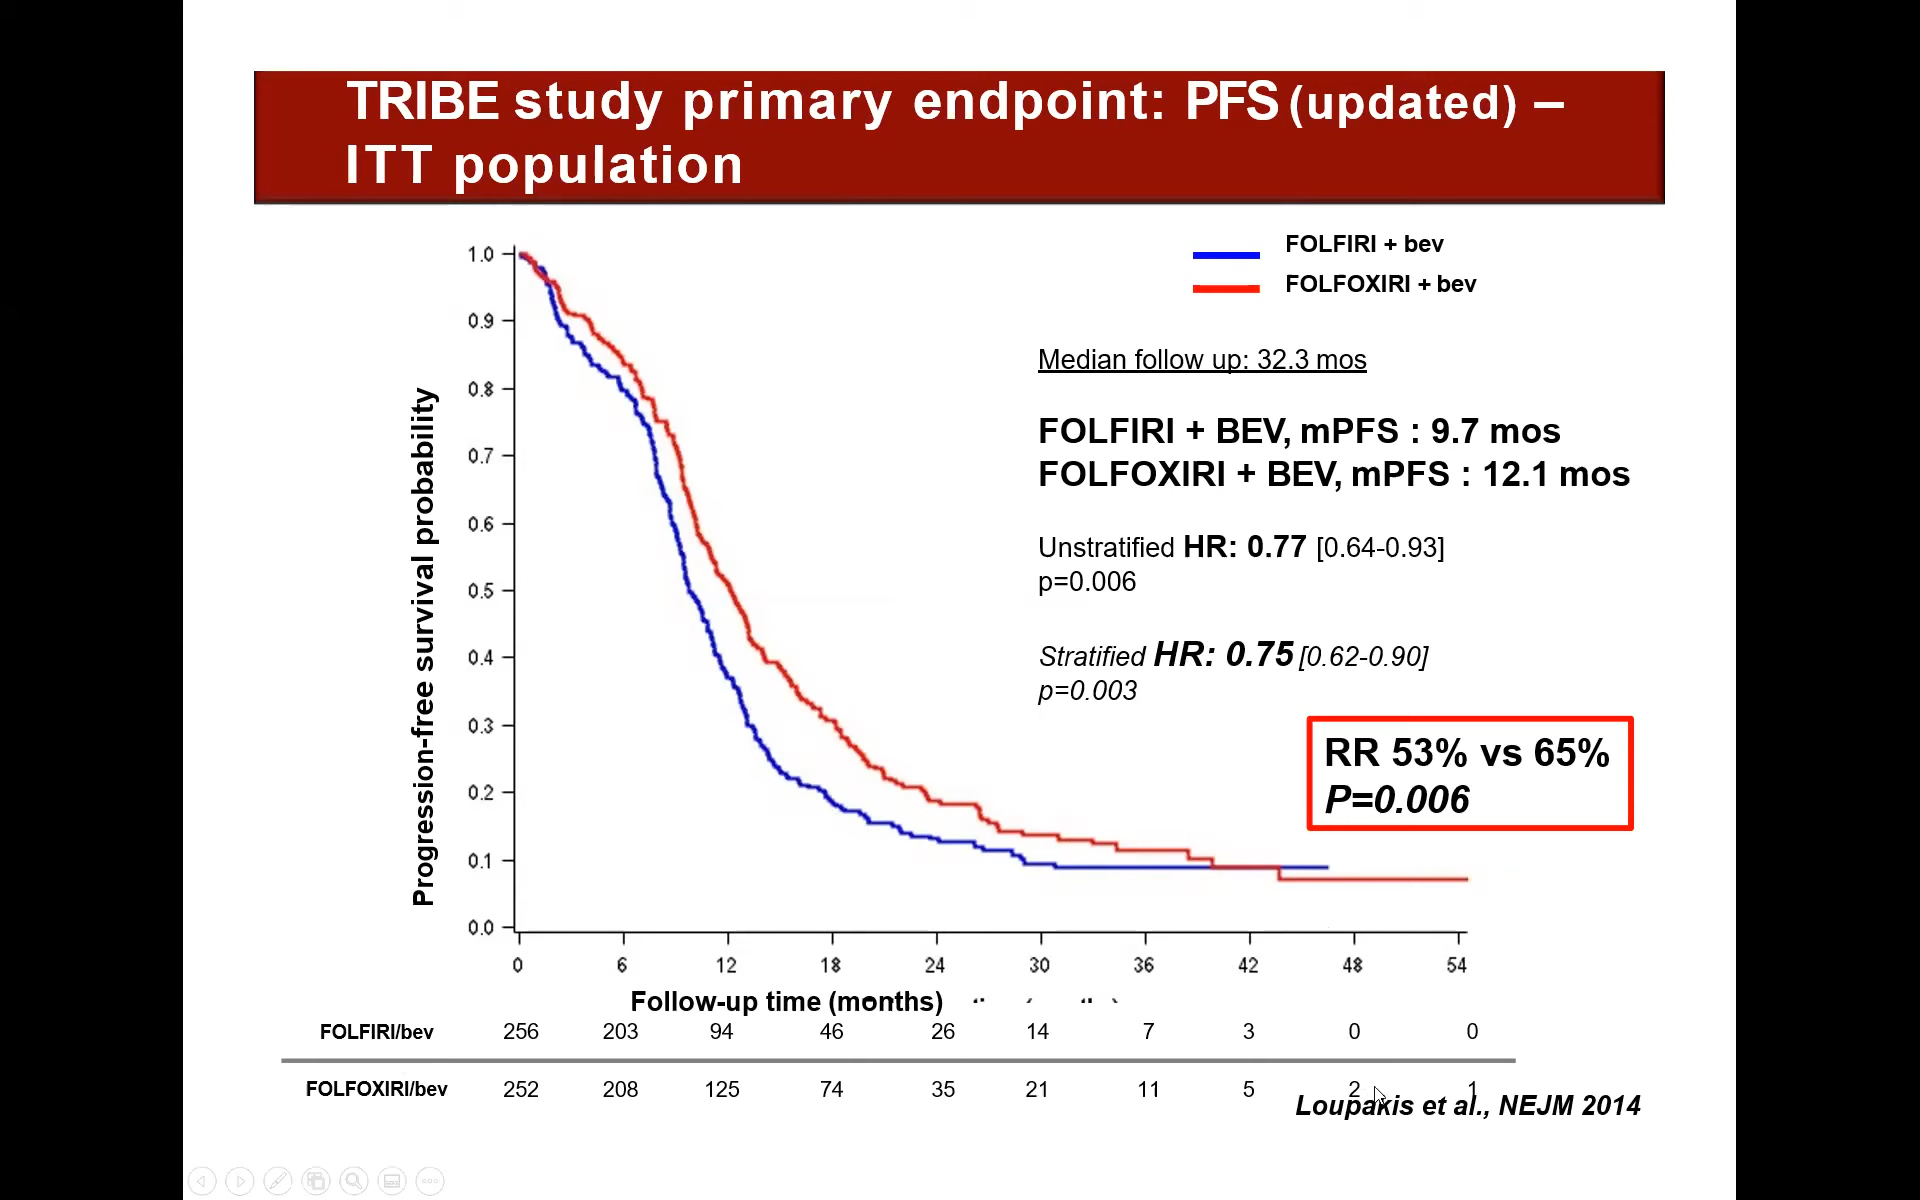 TRIBE study primary endpoint: PFS (updated) –
ITT population
FOLFIRI + bev
FOLFOXIRI + bev
Median follow up: 32.3 mos
FOLFIRI + BEV, mPFS : 9.7 mos
FOLFOXIRI + BEV, mPFS : 12.1 mos
Unstratified HR: 0.77 [0.64-0.93]
p=0.006
Stratified HR: 0.75 [0.62-0.90]
p=0.003
RR 53% vs 65%
P=0.006
Progression-free survival probability
1.0
0.9
0.8
0.7
0.6
0.5
0.4
0.3
0.2
0.1
0.0
0 6 12 18 24 30 36 42 48 54
Follow-up time (months)
FOLFIRI/bev 256 203 94 46 26 14 7 3 0 0
FOLFOXIRI/bev 252 208 125 74 35 21 11 5 2 1
Loupakis et al., NEJM 2014